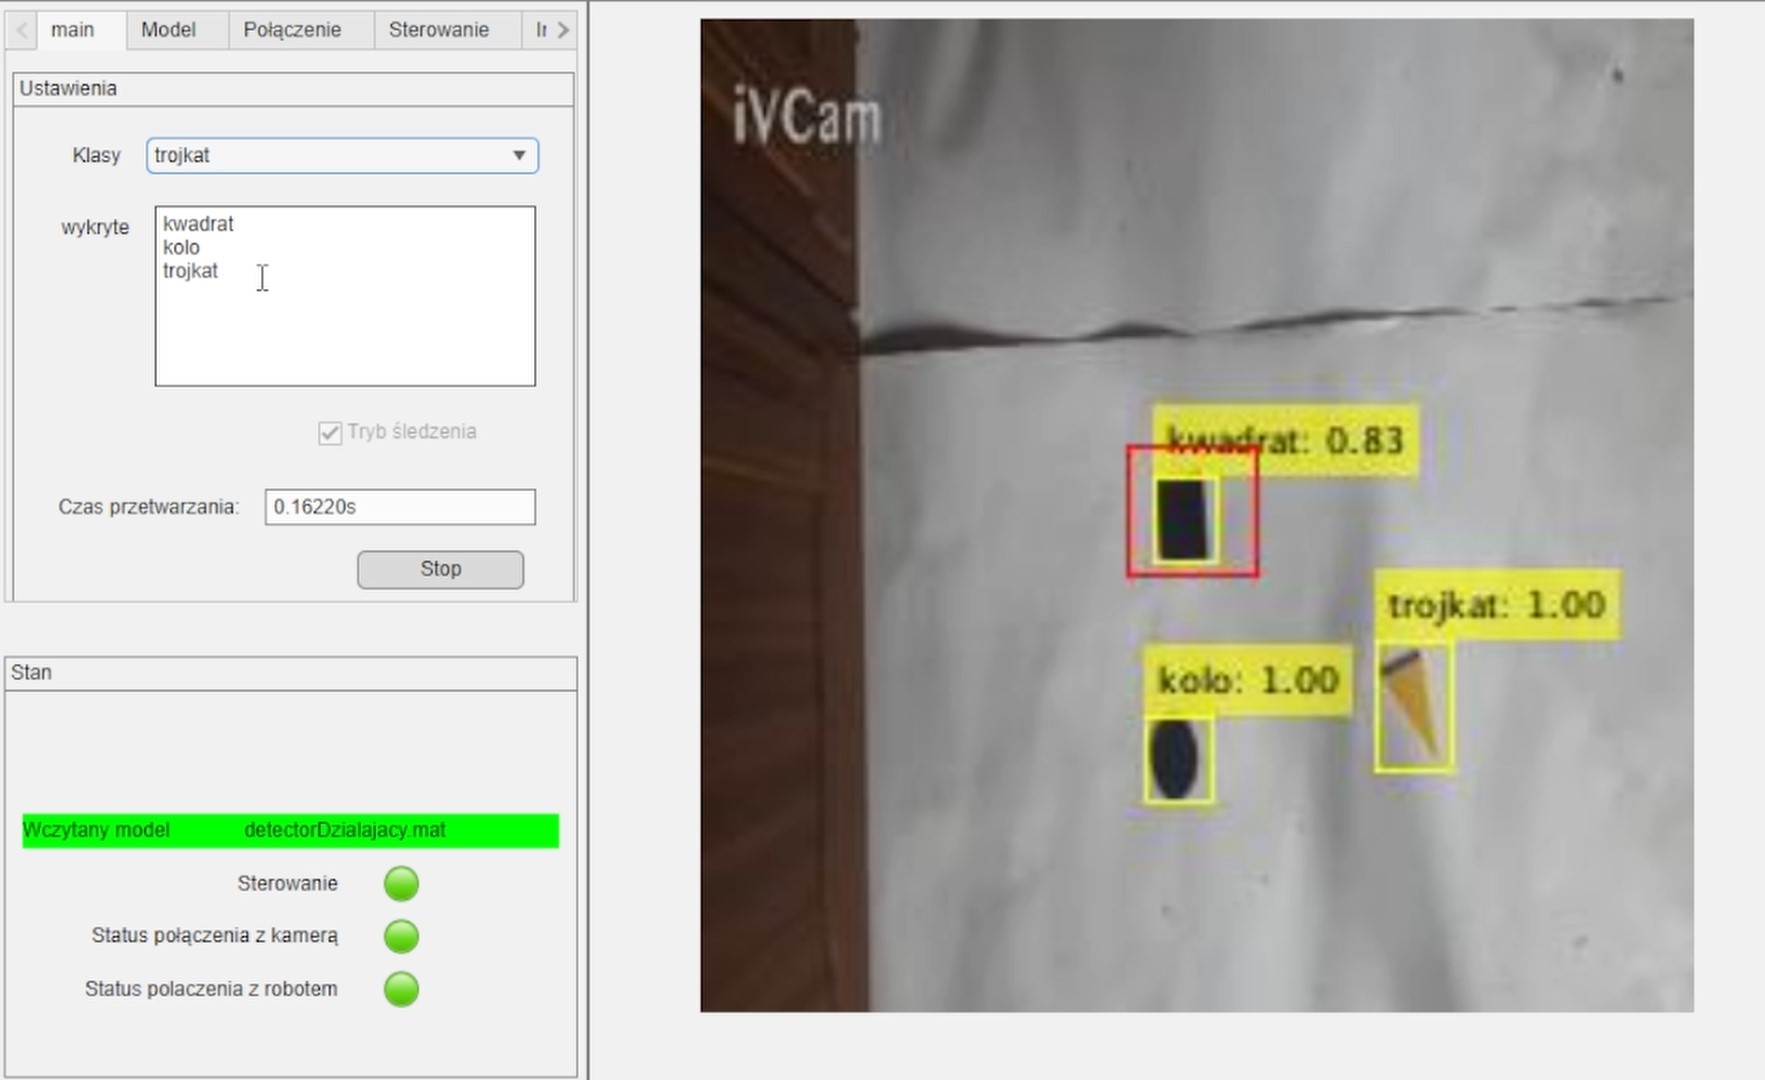 main Model Połączenie Sterowanie
Ustawienia
Klasy trojkat
wykryte
kwadrat
kolo
trojkat
Tryb śledzenia
Czas przetwarzania: 0.16220s
Stop
Stan
Wczytany model detectorDzialajacy.mat
Sterowanie
Status połączenia z kamerą
Status polaczenia z robotem
iVCam
kwadrat: 0.83
trojkat: 1.00
kolo: 1.00